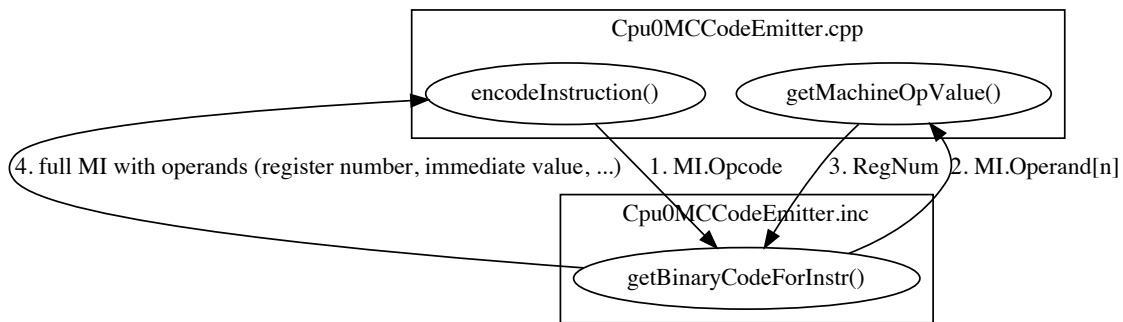 Cpu0MCCodeEmitter.cpp
encodeInstruction()
getMachineOpValue()
4. full MI with operands (register number, immediate value, ...)
1. MI.Opcode
3. RegNum
2. MI.Operand[n]
Cpu0MCCodeEmitter.inc
getBinaryCodeForInstr()